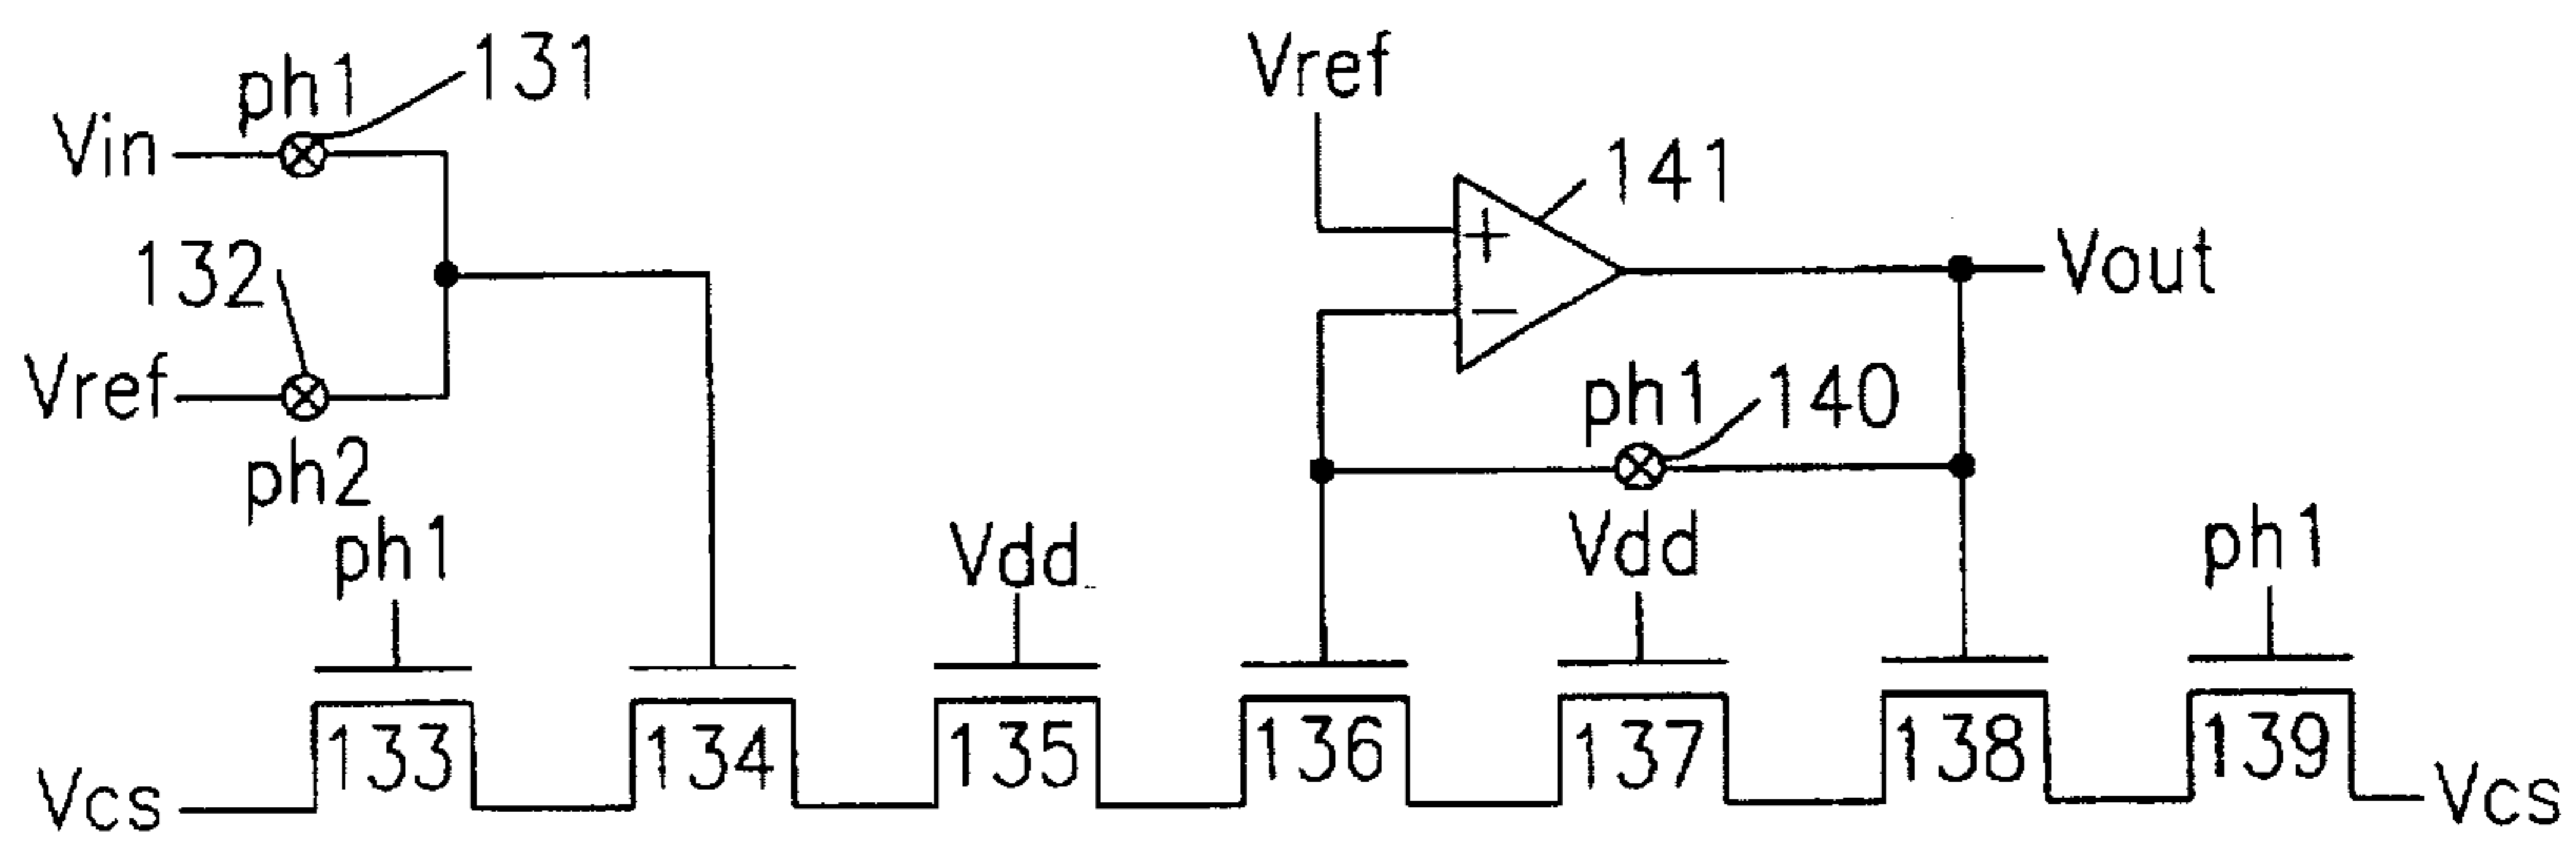 ph1
131
Vin
132
Vref
ph2
ph1
Vref
141
Vout
ph1
140
Vdd
Vdd
ph1
133
134
135
136
137
138
139
Vcs
Vcs
+
−